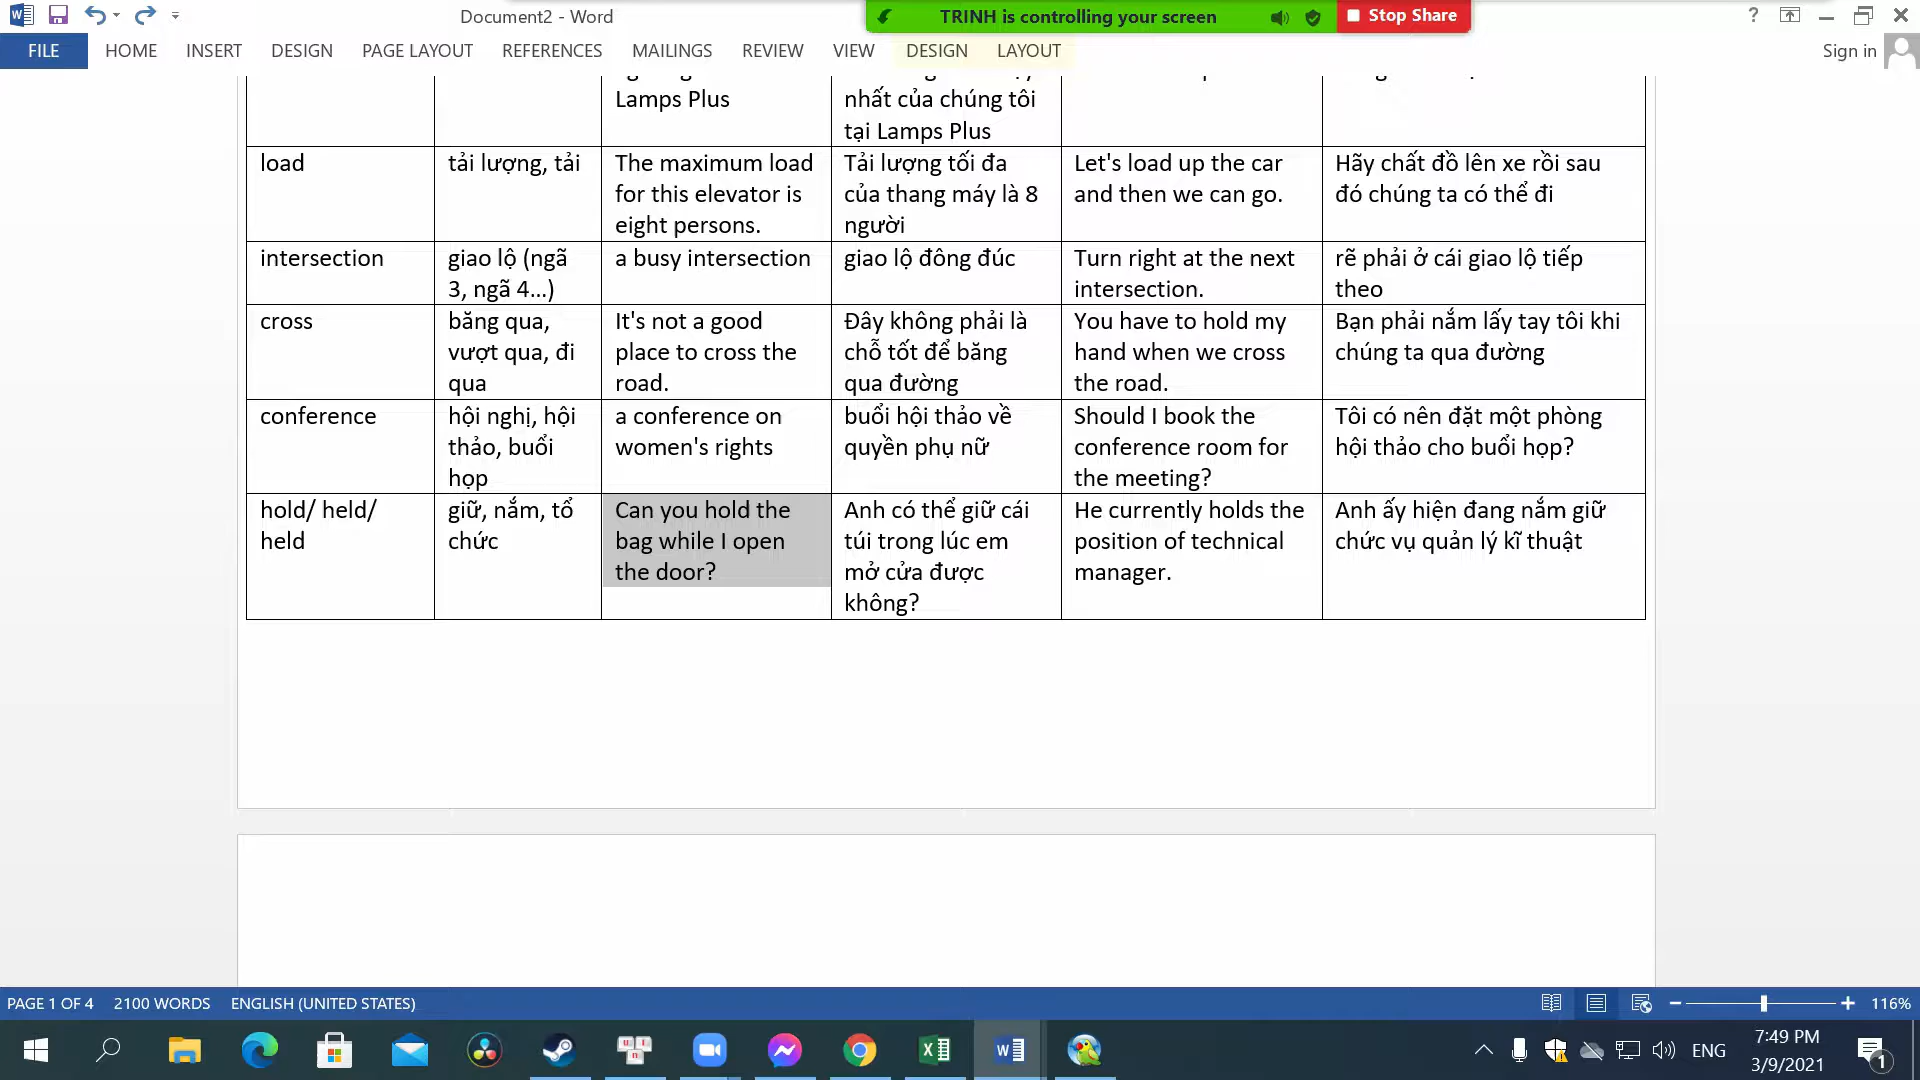 Document2 - Word
TRINH is controlling your screen
Stop Share
?
FILE
HOME
INSERT
DESIGN
PAGE LAYOUT
REFERENCES
MAILINGS
REVIEW
VIEW
DESIGN
LAYOUT
Sign in
Lamps Plus
nhất của chúng tôi
tại Lamps Plus
load
tải lượng, tải
The maximum load
for this elevator is
eight persons.
Tải lượng tối đa
của thang máy là 8
người
Let's load up the car
and then we can go.
Hãy chất đồ lên xe rồi sau
đó chúng ta có thể đi
intersection
giao lộ (ngã
3, ngã 4...)
a busy intersection
giao lộ đông đúc
Turn right at the next
intersection.
rẽ phải ở cái giao lộ tiếp
theo
cross
băng qua,
vượt qua, đi
qua
It's not a good
place to cross the
road.
Đây không phải là
chỗ tốt để băng
qua đường
You have to hold my
hand when we cross
the road.
Bạn phải nắm lấy tay tôi khi
chúng ta qua đường
conference
hội nghị, hội
thảo, buổi
họp
a conference on
women's rights
buổi hội thảo về
quyền phụ nữ
Should I book the
conference room for
the meeting?
Tôi có nên đặt một phòng
hội thảo cho buổi họp?
hold/ held/
held
giữ, nắm, tổ
chức
Can you hold the
bag while I open
the door?
Anh có thể giữ cái
túi trong lúc em
mở cửa được
không?
He currently holds the
position of technical
manager.
Anh ấy hiện đang nắm giữ
chức vụ quản lý kĩ thuật
PAGE 1 OF 4
2100 WORDS
ENGLISH (UNITED STATES)
116%
ENG
7:49 PM
3/9/2021
1